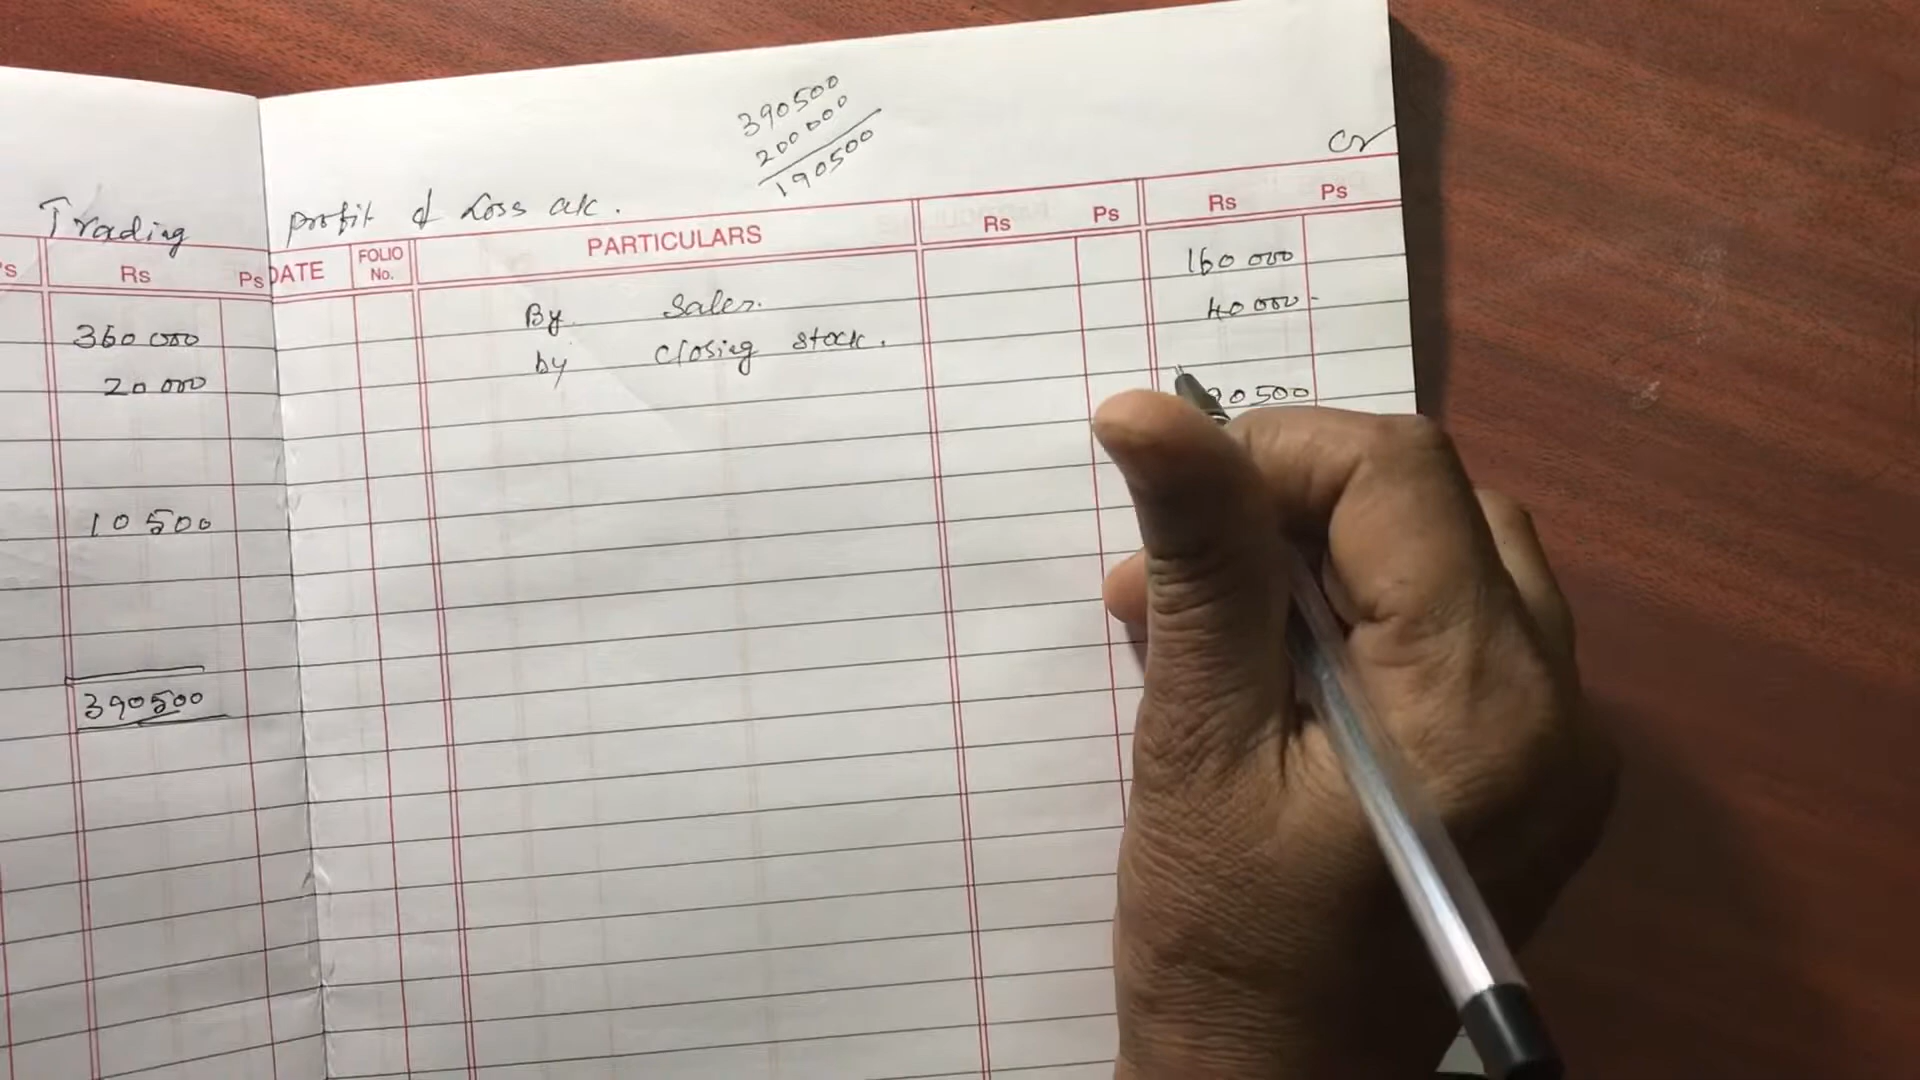 390500
200000
190500
Cr
Trading Profit & Loss a/c.
Ps Rs Ps DATE FOLIO No. PARTICULARS Rs Ps Rs Ps
360000 By Sales. 160000
20000 by closing stock. 40000
90500
10500
390500